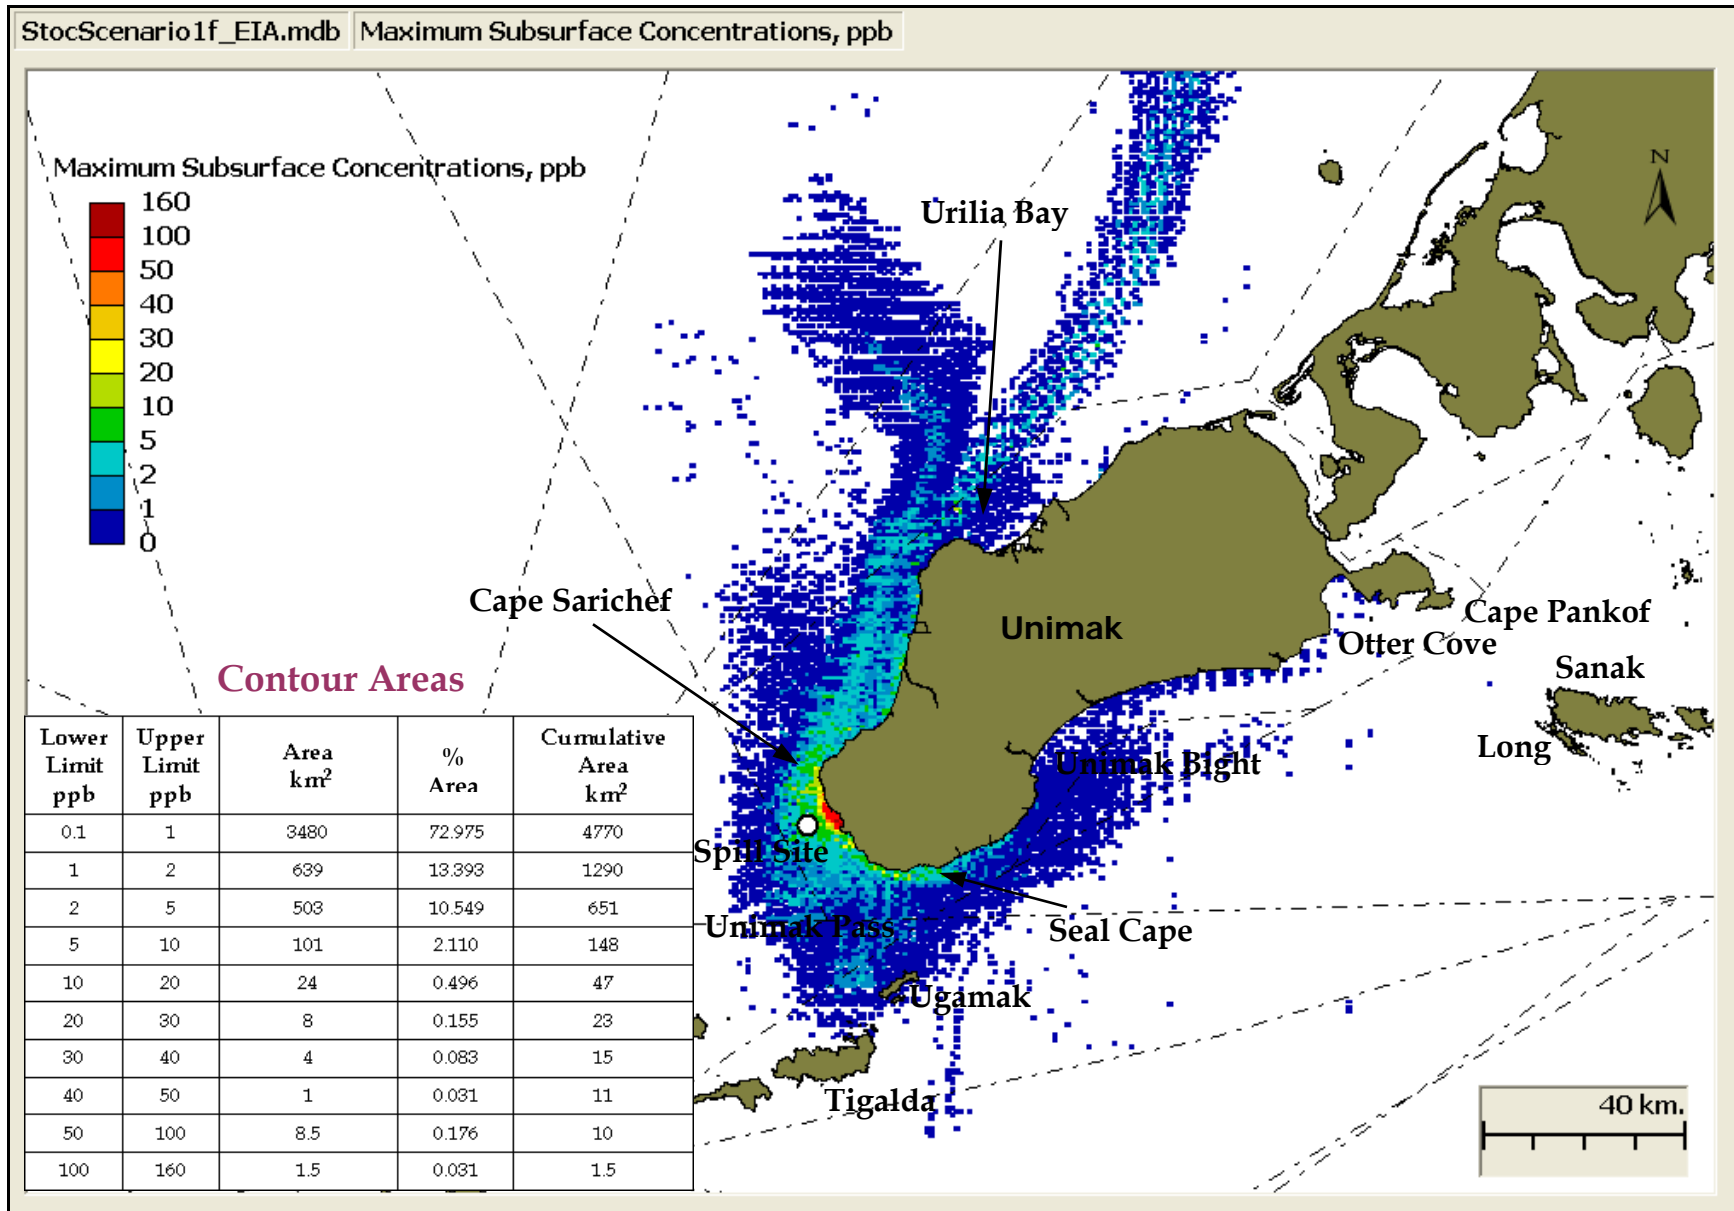 StocScenario1f_EIA.mdb Maximum Subsurface Concentrations, ppb
Maximum Subsurface Concentrations, ppb
160
100
50
40
30
20
10
5
2
1
0
N
Urilia Bay
Cape Sarichef
Unimak
Cape Pankof
Otter Cove
Sanak
Long
Unimak Bight
Spill Site
Unimak Pass
Seal Cape
Ugamak
Tigalda
40 km.
Contour Areas
Lower Limit ppb Upper Limit ppb Area km² % Area Cumulative Area km²
0.1 1 3480 72.975 4770
1 2 639 13.393 1290
2 5 503 10.549 651
5 10 101 2.110 148
10 20 24 0.496 47
20 30 8 0.155 23
30 40 4 0.083 15
40 50 1 0.031 11
50 100 8.5 0.176 10
100 160 1.5 0.031 1.5